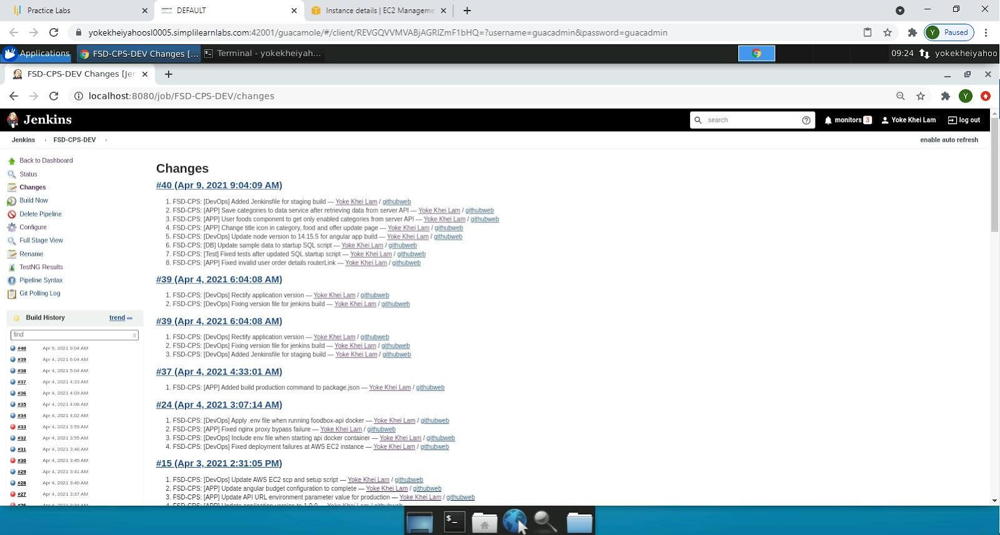 Practice Labs
DEFAULT
Instance details | EC2 Manageme
yokekheiyahoosl0005.simplilearnlabs.com:42001/guacamole/#/client/REVGQVVMVABjAGRlZmF1bHQ=?username=guacadmin&password=guacadmin
Y Paused
Applications
FSD-CPS-DEV Changes [...
Terminal - yokekheiyah...
09:24
yokekheiyahoo
FSD-CPS-DEV Changes [Jen
localhost:8080/job/FSD-CPS-DEV/changes
Y
Jenkins
search
monitors 3
Yoke Khei Lam
log out
Jenkins
FSD-CPS-DEV
enable auto refresh
Back to Dashboard
Status
Changes
Build Now
Delete Pipeline
Configure
Full Stage View
Rename
TestNG Results
Pipeline Syntax
Git Polling Log
Build History
trend
find
x
#40 Apr 9, 2021 9:04 AM
#39 Apr 4, 2021 6:04 AM
#38 Apr 4, 2021 5:04 AM
#37 Apr 4, 2021 4:33 AM
#36 Apr 4, 2021 4:09 AM
#35 Apr 4, 2021 4:06 AM
#34 Apr 4, 2021 4:02 AM
#33 Apr 4, 2021 3:59 AM
#32 Apr 4, 2021 3:55 AM
#31 Apr 4, 2021 3:46 AM
#30 Apr 4, 2021 3:45 AM
#29 Apr 4, 2021 3:41 AM
#28 Apr 4, 2021 3:40 AM
#27 Apr 4, 2021 3:37 AM
Changes
#40 (Apr 9, 2021 9:04:09 AM)
1. FSD-CPS: [DevOps] Added Jenkinsfile for staging build — Yoke Khei Lam / githubweb
2. FSD-CPS: [APP] Save categories to data service after retrieving data from server API — Yoke Khei Lam / githubweb
3. FSD-CPS: [APP] User foods component to get only enabled categories from server API — Yoke Khei Lam / githubweb
4. FSD-CPS: [APP] Change title icon in category, food and offer update page — Yoke Khei Lam / githubweb
5. FSD-CPS: [DevOps] Update node version to 14.15.5 for angular app build — Yoke Khei Lam / githubweb
6. FSD-CPS: [DB] Update sample data to startup SQL script — Yoke Khei Lam / githubweb
7. FSD-CPS: [Test] Fixed tests after updated SQL startup script — Yoke Khei Lam / githubweb
8. FSD-CPS: [APP] Fixed invalid user order details routerLink — Yoke Khei Lam / githubweb
#39 (Apr 4, 2021 6:04:08 AM)
1. FSD-CPS: [DevOps] Rectify application version — Yoke Khei Lam / githubweb
2. FSD-CPS: [DevOps] Fixing version file for jenkins build — Yoke Khei Lam / githubweb
#39 (Apr 4, 2021 6:04:08 AM)
1. FSD-CPS: [DevOps] Rectify application version — Yoke Khei Lam / githubweb
2. FSD-CPS: [DevOps] Fixing version file for jenkins build — Yoke Khei Lam / githubweb
3. FSD-CPS: [DevOps] Added Jenkinsfile for staging build — Yoke Khei Lam / githubweb
#37 (Apr 4, 2021 4:33:01 AM)
1. FSD-CPS: [APP] Added build production command to package.json — Yoke Khei Lam / githubweb
#24 (Apr 4, 2021 3:07:14 AM)
1. FSD-CPS: [DevOps] Apply .env file when running foodbox-api docker — Yoke Khei Lam / githubweb
2. FSD-CPS: [APP] Fixed nginx proxy bypass failure — Yoke Khei Lam / githubweb
3. FSD-CPS: [DevOps] Include env file when starting api docker container — Yoke Khei Lam / githubweb
4. FSD-CPS: [DevOps] Fixed deployment failures at AWS EC2 instance — Yoke Khei Lam / githubweb
#15 (Apr 3, 2021 2:31:05 PM)
1. FSD-CPS: [DevOps] Update AWS EC2 scp and setup script — Yoke Khei Lam / githubweb
2. FSD-CPS: [APP] Update angular budget configuration to complete — Yoke Khei Lam / githubweb
3. FSD-CPS: [APP] Update API URL environment parameter value for production — Yoke Khei Lam / githubweb